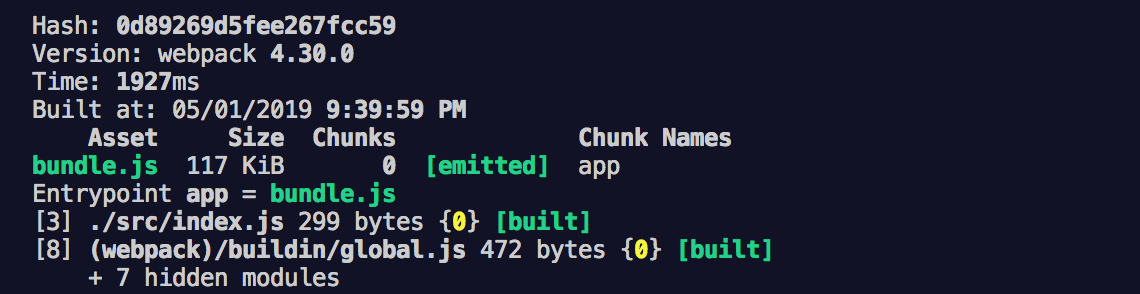 Hash: 0d89269d5fee267fcc59
Version: webpack 4.30.0
Time: 1927ms
Built at: 05/01/2019 9:39:59 PM
    Asset     Size  Chunks             Chunk Names
bundle.js  117 KiB       0  [emitted]  app
Entrypoint app = bundle.js
[3] ./src/index.js 299 bytes {0} [built]
[8] (webpack)/buildin/global.js 472 bytes {0} [built]
    + 7 hidden modules